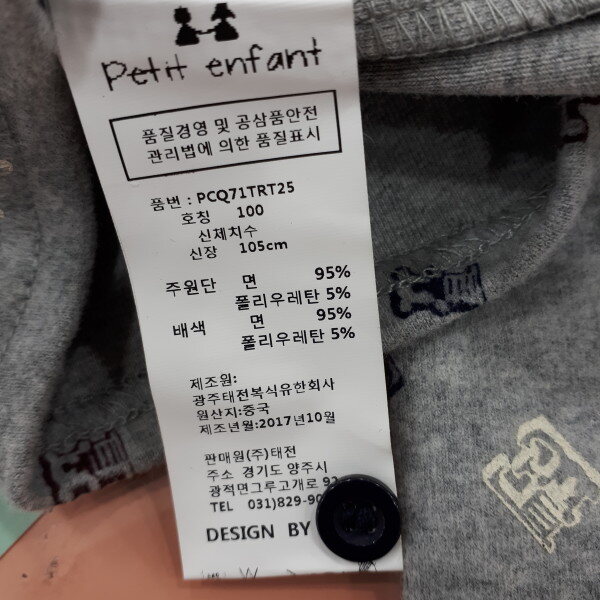 Petit enfant
품질경영 및 공삼품안전
관리법에 의한 품질표시
품번 : PCQ71TRT25
호칭 100
신체치수
신장 105cm
주원단 면 95%
폴리우레탄 5%
배색 면 95%
폴리우레탄 5%
제조원:
광주태전복식유한회사
원산지:중국
제조년월:2017년10월
판매원(주)태전
주소 경기도 양주시
광적면그루고개로 92
TEL 031)829-90
DESIGN BY